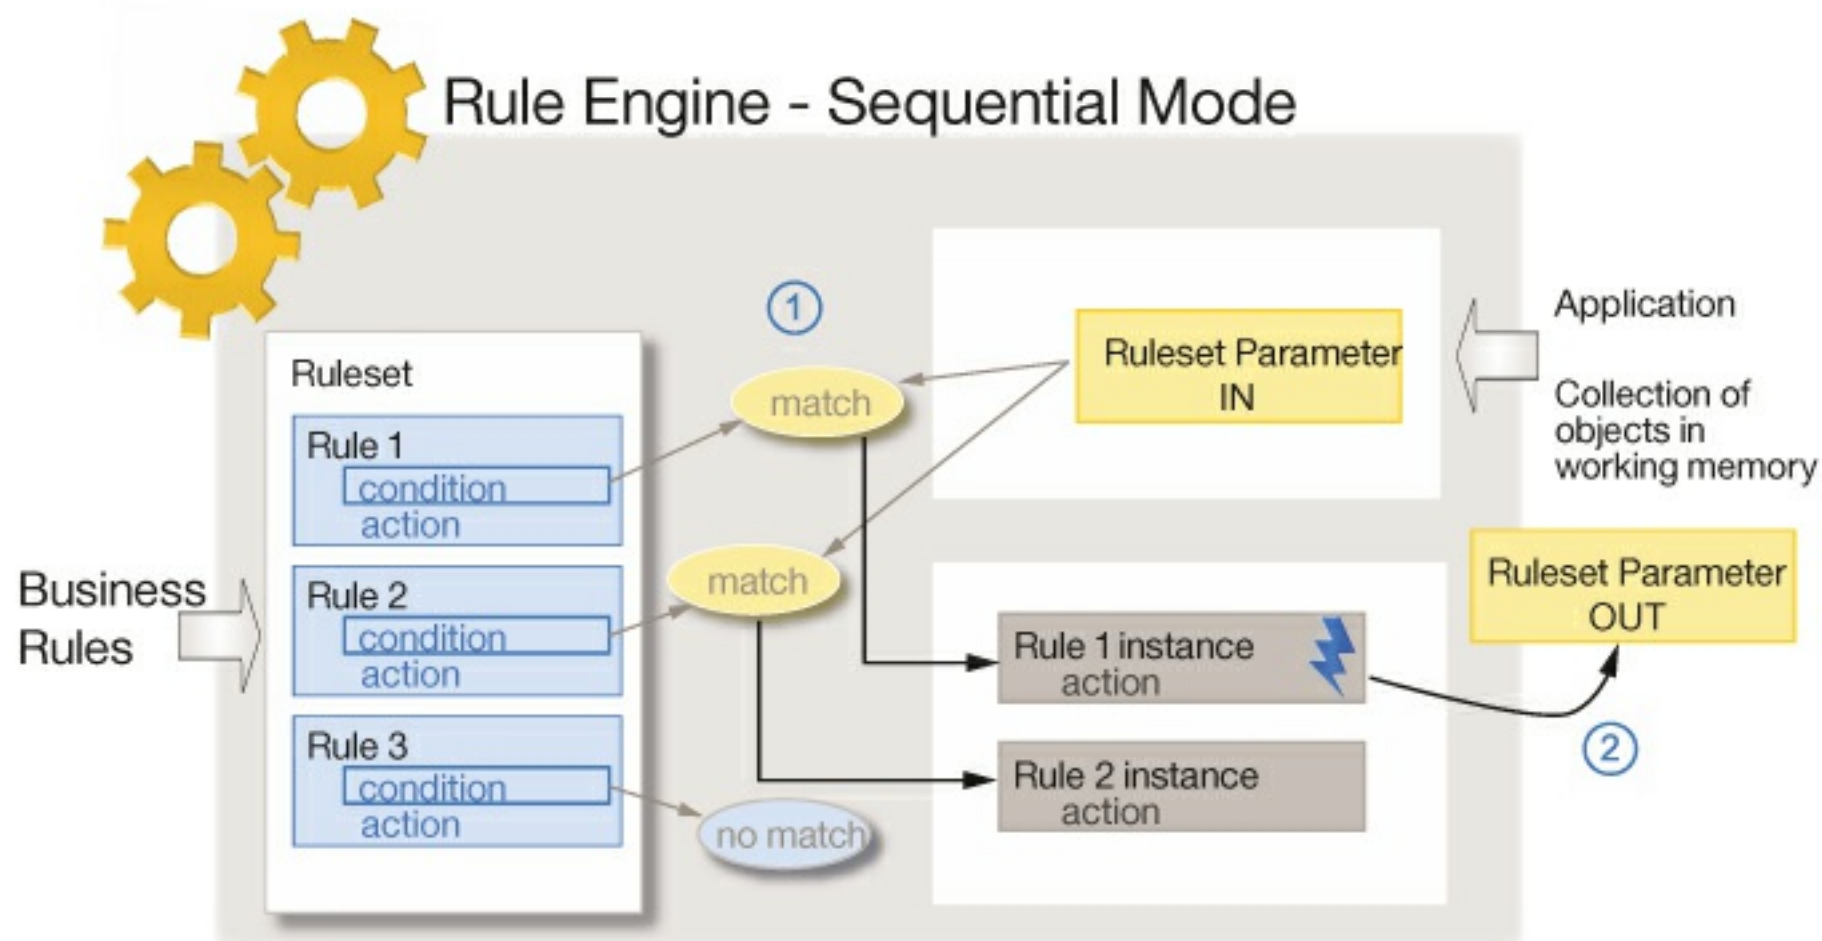 Rule Engine - Sequential Mode
1
Application
Ruleset Parameter
IN
Collection of
objects in
working memory
Ruleset
match
Rule 1
condition
action
Business
Rules
Rule 2
condition
action
match
Ruleset Parameter
OUT
Rule 1 instance
action
2
Rule 3
condition
action
no match
Rule 2 instance
action